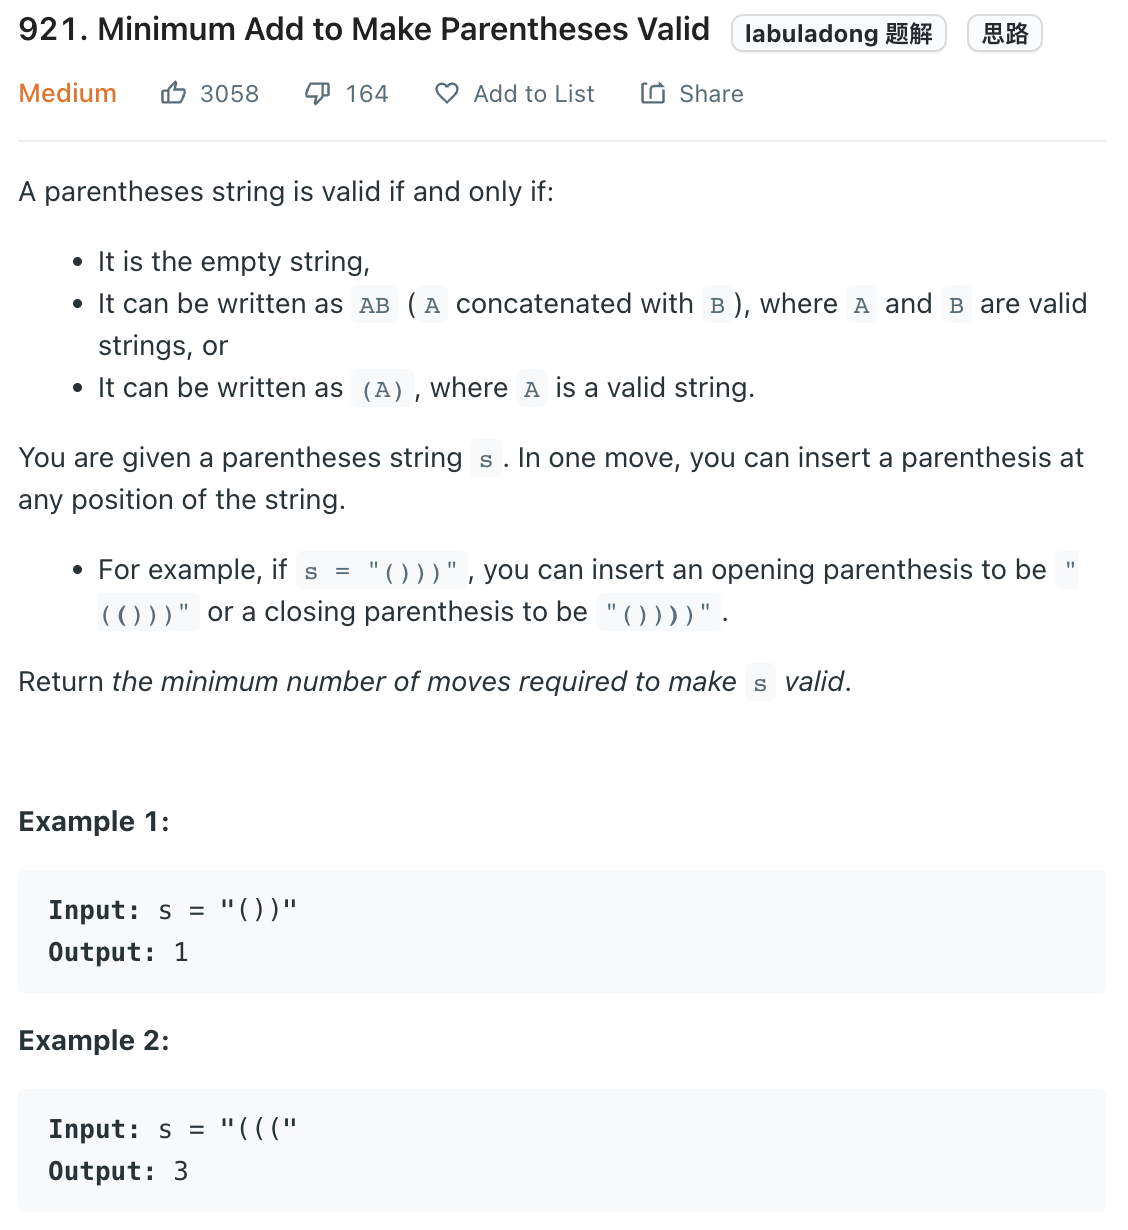 921. Minimum Add to Make Parentheses Valid labuladong 题解 思路
Medium 3058 164 Add to List Share
A parentheses string is valid if and only if:
• It is the empty string,
• It can be written as AB (A concatenated with B), where A and B are valid
strings, or
• It can be written as (A), where A is a valid string.
You are given a parentheses string s. In one move, you can insert a parenthesis at
any position of the string.
• For example, if s = "()))", you can insert an opening parenthesis to be "
(()))" or a closing parenthesis to be "())))".
Return the minimum number of moves required to make s valid.
Example 1:
Input: s = "())"
Output: 1
Example 2:
Input: s = "((("
Output: 3